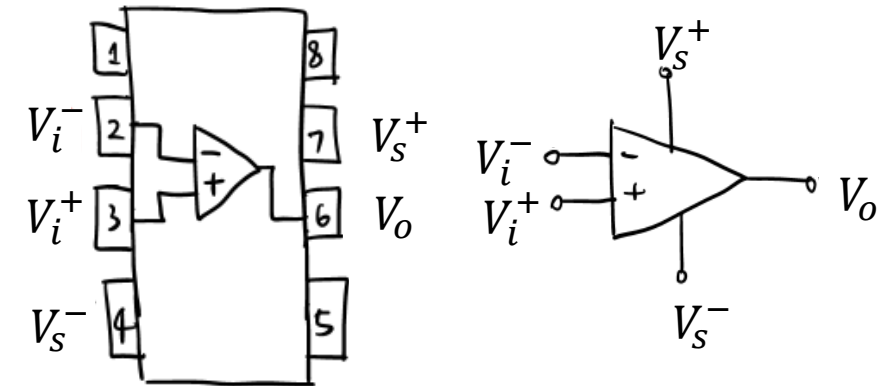 1 8 V_s^+
V_i^- 2 - 7 V_s^+ V_i^- -
V_i^+ 3 + 6 V_o V_i^+ + V_o
V_s^- 4 5 V_s^-